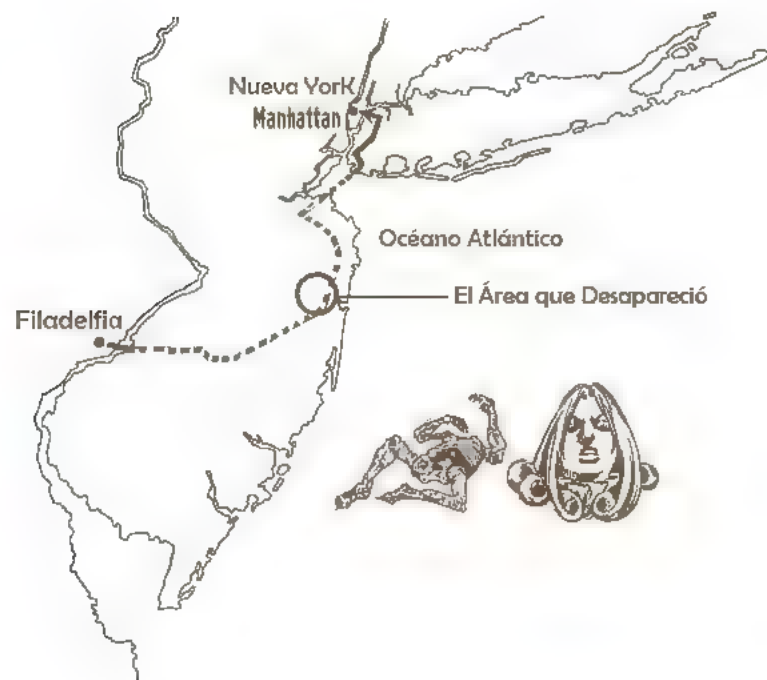 Nueva York
Manhattan
Océano Atlántico
El Área que Desapareció
Filadelfia